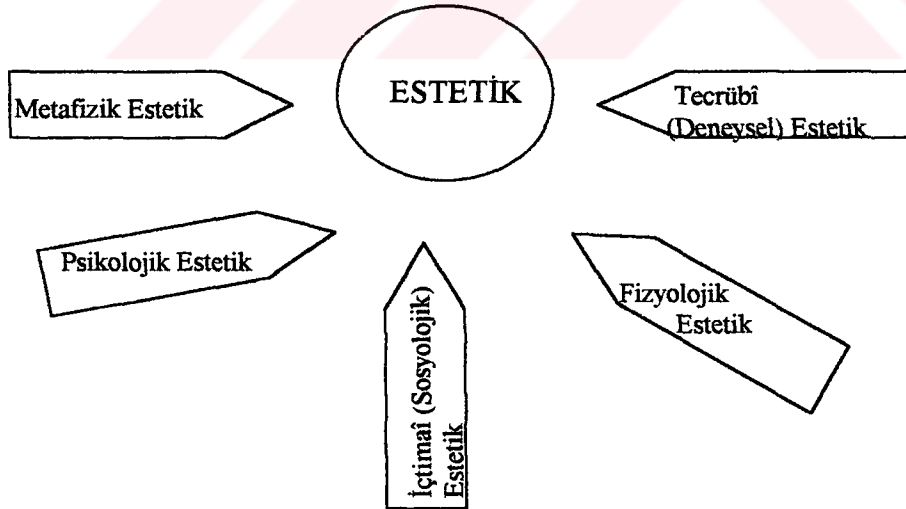 ESTETİK
Metafizik Estetik
Tecrübî
(Deneysel) Estetik
Psikolojik Estetik
Fizyolojik
Estetik
İçtimaî (Sosyolojik)
Estetik